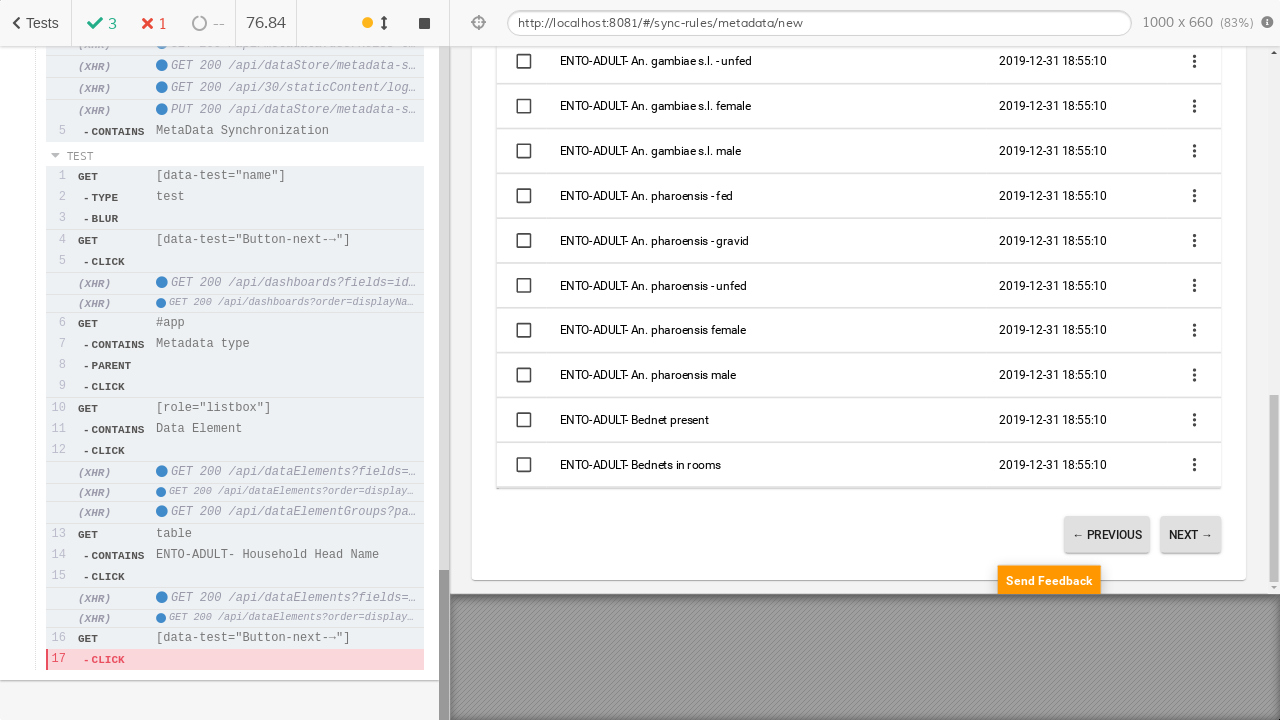 Tests 3 1 -- 76.84
(XHR) GET 200 /api/dataStore/metadata-s…
(XHR) GET 200 /api/30/staticContent/log…
(XHR) PUT 200 /api/dataStore/metadata-s…
5 -CONTAINS MetaData Synchronization
TEST
1 GET [data-test="name"]
2 -TYPE test
3 -BLUR
4 GET [data-test="Button-next-→"]
5 -CLICK
(XHR) GET 200 /api/dashboards?fields=id…
(XHR) GET 200 /api/dashboards?order=displayNa…
6 GET #app
7 -CONTAINS Metadata type
8 -PARENT
9 -CLICK
10 GET [role="listbox"]
11 -CONTAINS Data Element
12 -CLICK
(XHR) GET 200 /api/dataElements?fields=…
(XHR) GET 200 /api/dataElements?order=display…
(XHR) GET 200 /api/dataElementGroups?pa…
13 GET table
14 -CONTAINS ENTO-ADULT- Household Head Name
15 -CLICK
(XHR) GET 200 /api/dataElements?fields=…
(XHR) GET 200 /api/dataElements?order=display…
16 GET [data-test="Button-next-→"]
17 -CLICK
http://localhost:8081/#/sync-rules/metadata/new 1000 x 660 (83%)
ENTO-ADULT- An. gambiae s.l. - unfed 2019-12-31 18:55:10
ENTO-ADULT- An. gambiae s.l. female 2019-12-31 18:55:10
ENTO-ADULT- An. gambiae s.l. male 2019-12-31 18:55:10
ENTO-ADULT- An. pharoensis - fed 2019-12-31 18:55:10
ENTO-ADULT- An. pharoensis - gravid 2019-12-31 18:55:10
ENTO-ADULT- An. pharoensis - unfed 2019-12-31 18:55:10
ENTO-ADULT- An. pharoensis female 2019-12-31 18:55:10
ENTO-ADULT- An. pharoensis male 2019-12-31 18:55:10
ENTO-ADULT- Bednet present 2019-12-31 18:55:10
ENTO-ADULT- Bednets in rooms 2019-12-31 18:55:10
← PREVIOUS NEXT →
Send Feedback